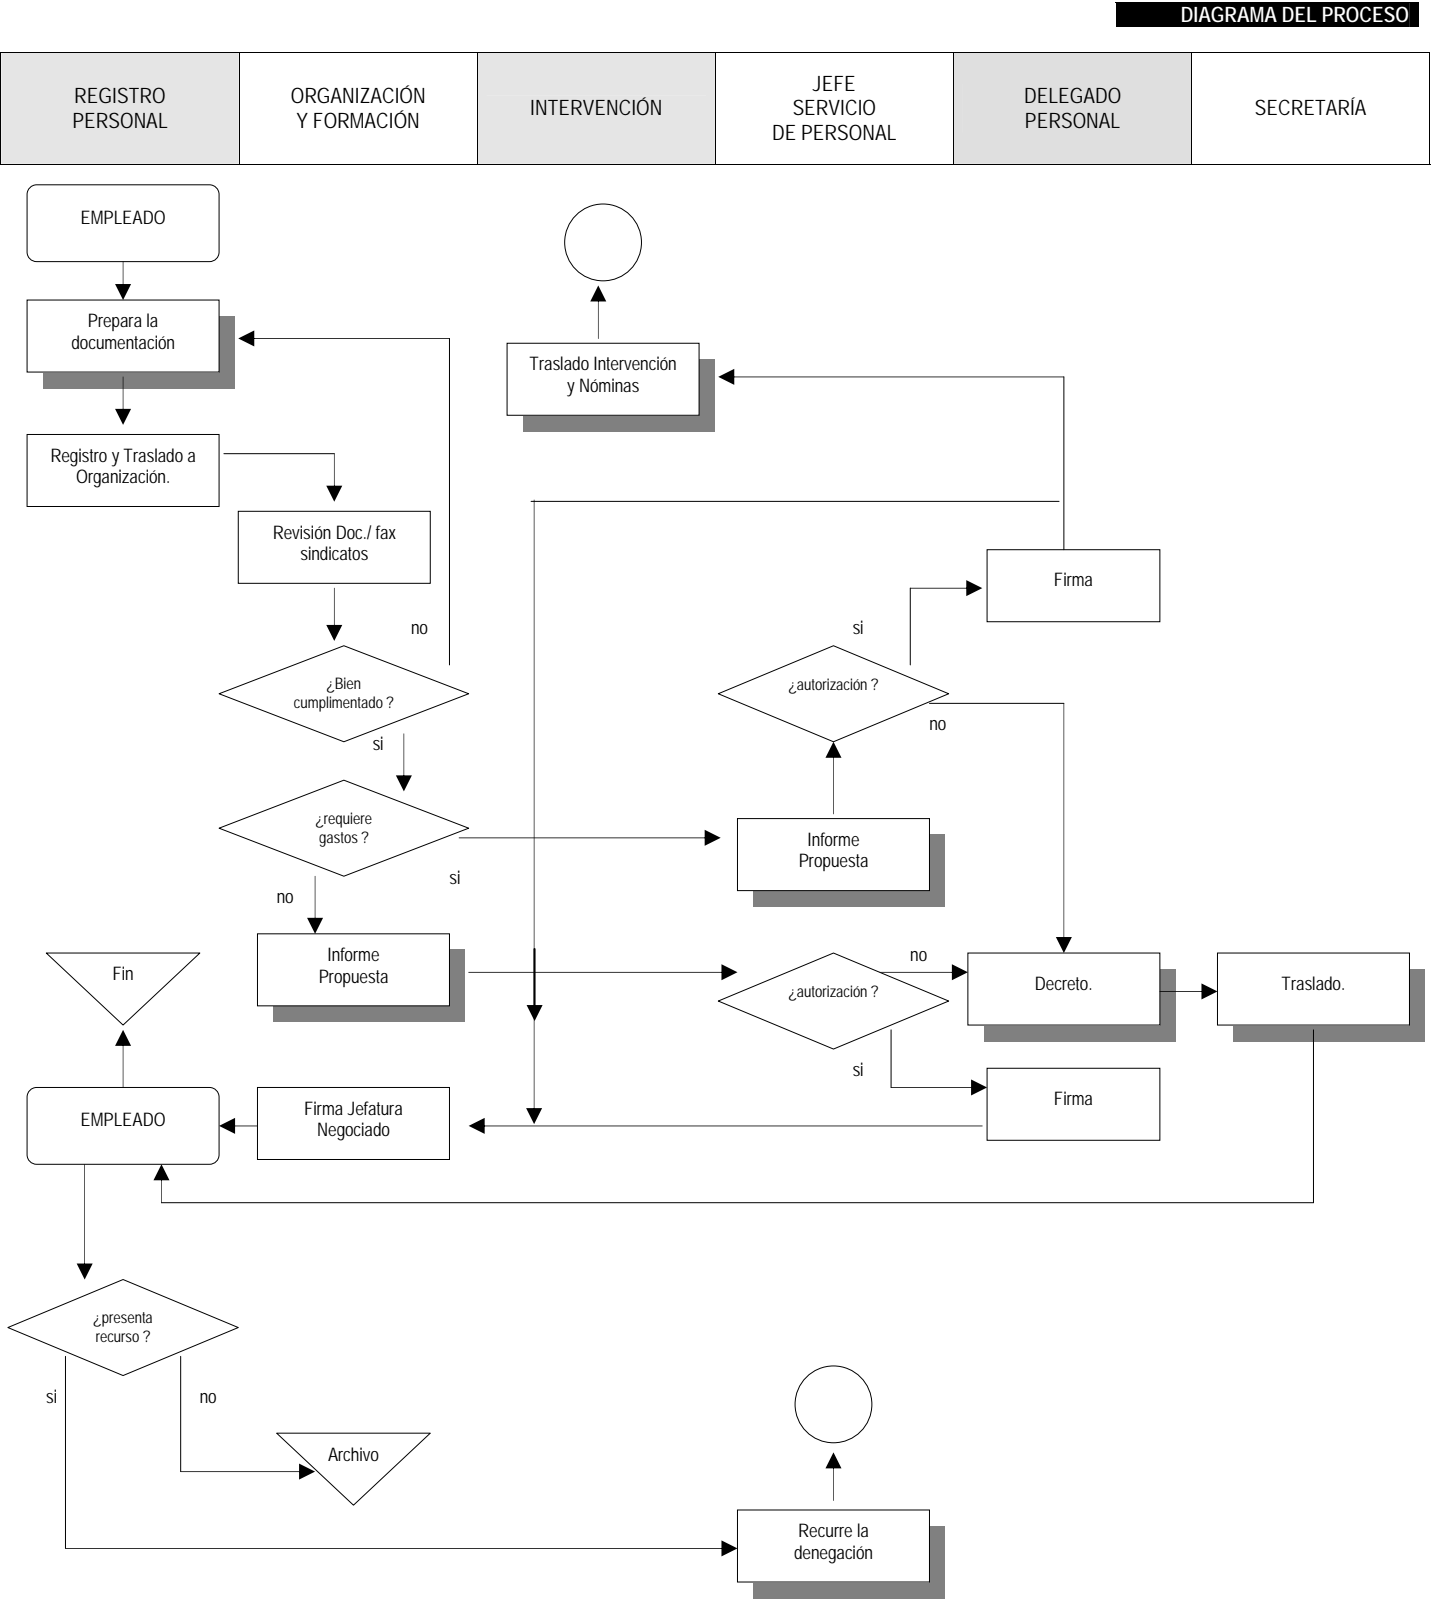 DIAGRAMA DEL PROCESO
REGISTRO
PERSONAL
ORGANIZACIÓN
Y FORMACIÓN
INTERVENCIÓN
JEFE
SERVICIO
DE PERSONAL
DELEGADO
PERSONAL
SECRETARÍA
EMPLEADO
Prepara la
documentación
Traslado Intervención
y Nóminas
Registro y Traslado a
Organización.
Revisión Doc./ fax
sindicatos
Firma
no
si
¿Bien
cumplimentado ?
¿autorización ?
no
si
¿requiere
gastos ?
Informe
Propuesta
si
no
Informe
Propuesta
Fin
¿autorización ?
no
Decreto.
Traslado.
si
Firma
EMPLEADO
Firma Jefatura
Negociado
¿presenta
recurso ?
si
no
Archivo
Recurre la
denegación